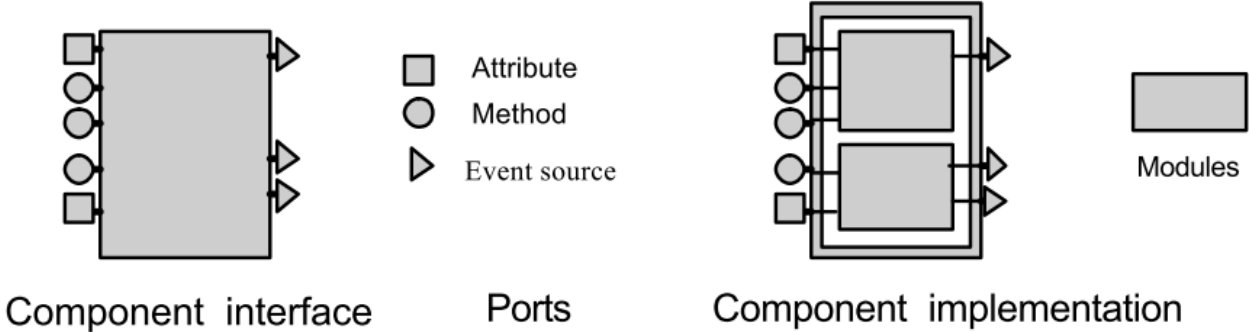 Attribute
Method
Event source
Modules
Component interface
Ports
Component implementation